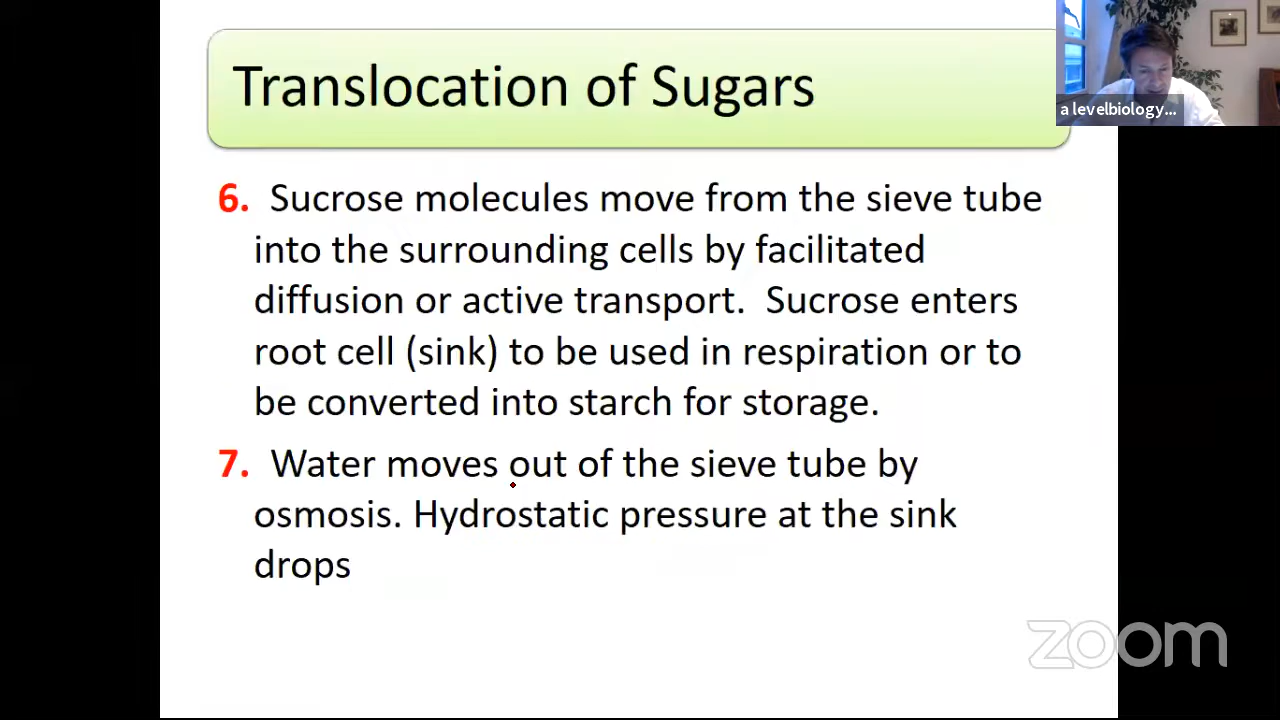 Translocation of Sugars
a levelbiology...
6. Sucrose molecules move from the sieve tube
into the surrounding cells by facilitated
diffusion or active transport. Sucrose enters
root cell (sink) to be used in respiration or to
be converted into starch for storage.
7. Water moves out of the sieve tube by
osmosis. Hydrostatic pressure at the sink
drops
zoom